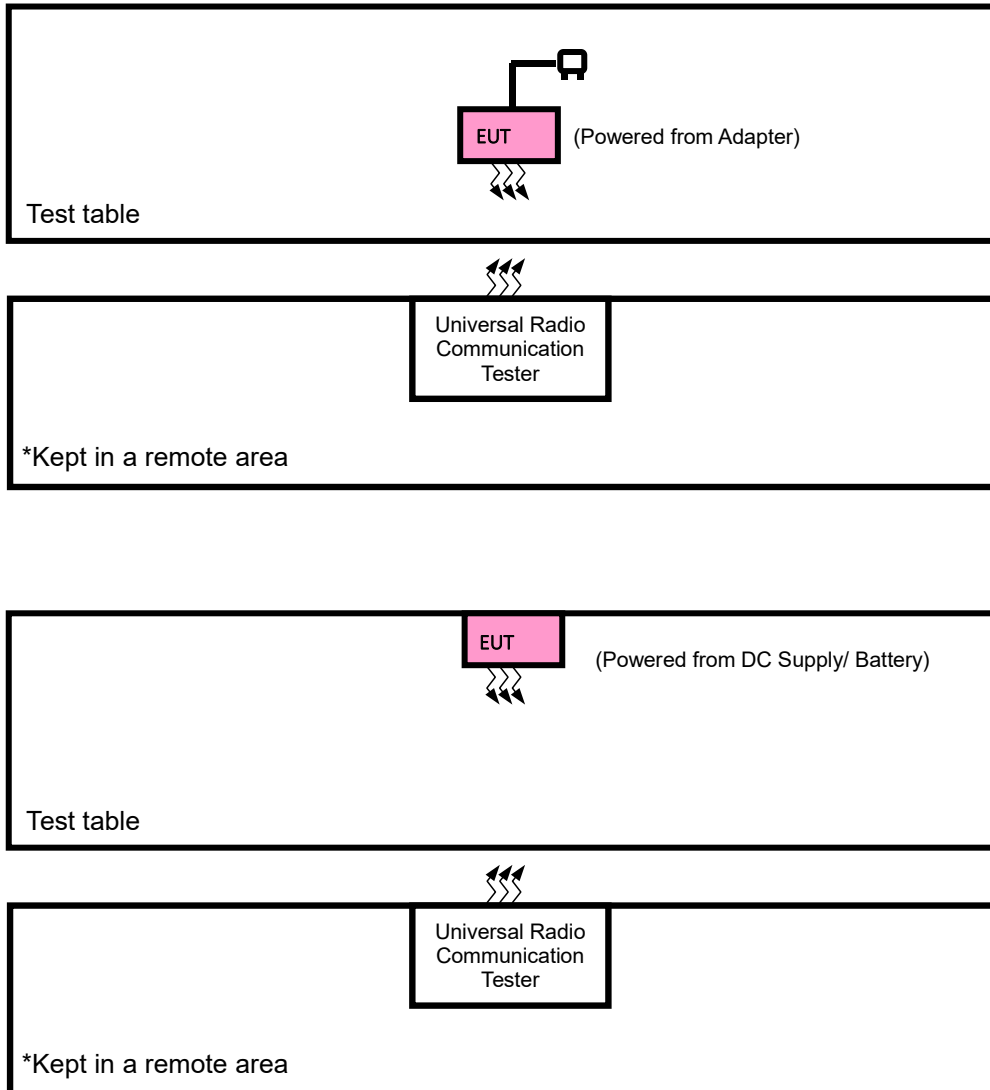 EUT
(Powered from Adapter)
Test table
Universal Radio
Communication
Tester
*Kept in a remote area
EUT
(Powered from DC Supply/ Battery)
Test table
Universal Radio
Communication
Tester
*Kept in a remote area